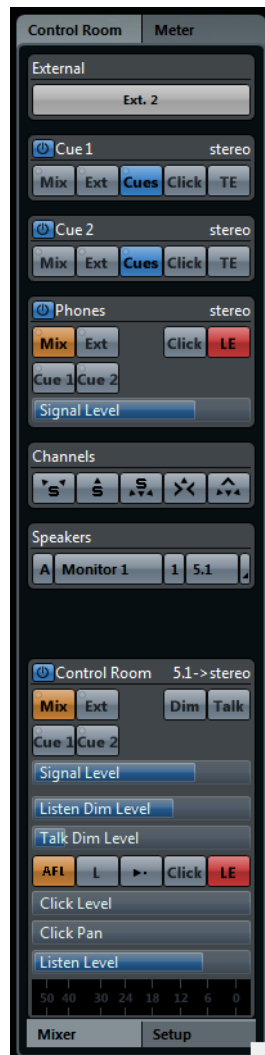 Control Room Meter
External
Ext. 2
Cue 1 stereo
Mix Ext Cues Click TE
Cue 2 stereo
Mix Ext Cues Click TE
Phones stereo
Mix Ext Click LE
Cue 1 Cue 2
Signal Level
Channels
S S S
Speakers
A Monitor 1 1 5.1
Control Room 5.1->stereo
Mix Ext Dim Talk
Cue 1 Cue 2
Signal Level
Listen Dim Level
Talk Dim Level
AFL L Click LE
Click Level
Click Pan
Listen Level
50 40 30 24 18 12 6 0
Mixer Setup